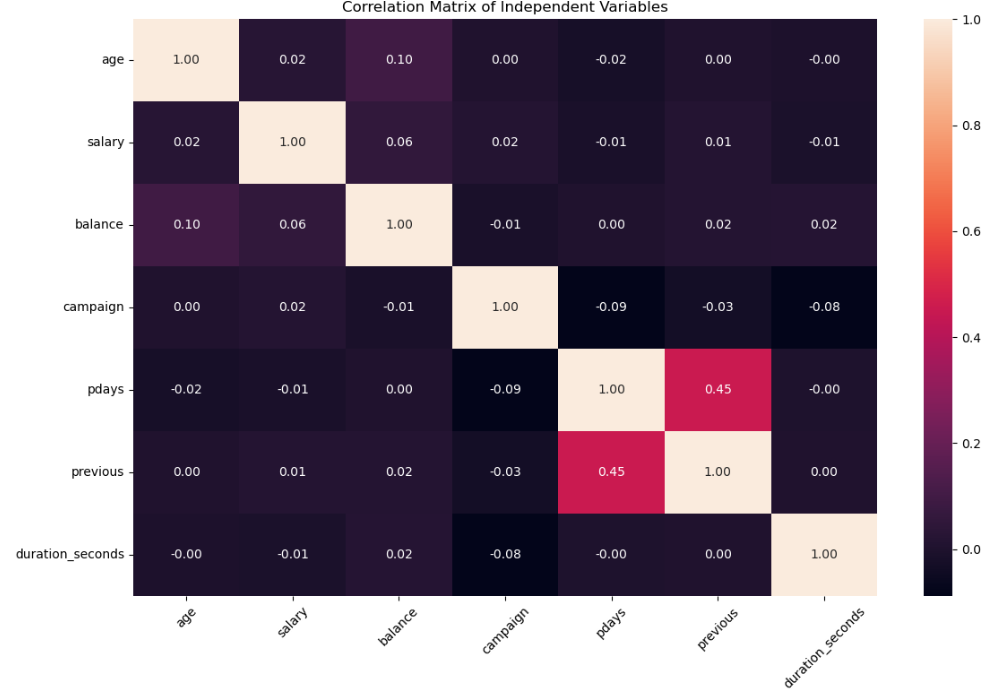 Correlation Matrix of Independent Variables
age 1.00 0.02 0.10 0.00 -0.02 0.00 -0.00
salary 0.02 1.00 0.06 0.02 -0.01 0.01 -0.01
balance 0.10 0.06 1.00 -0.01 0.00 0.02 0.02
campaign 0.00 0.02 -0.01 1.00 -0.09 -0.03 -0.08
pdays -0.02 -0.01 0.00 -0.09 1.00 0.45 -0.00
previous 0.00 0.01 0.02 -0.03 0.45 1.00 0.00
duration_seconds -0.00 -0.01 0.02 -0.08 -0.00 0.00 1.00
age salary balance campaign pdays previous duration_seconds
1.0
0.8
0.6
0.4
0.2
0.0